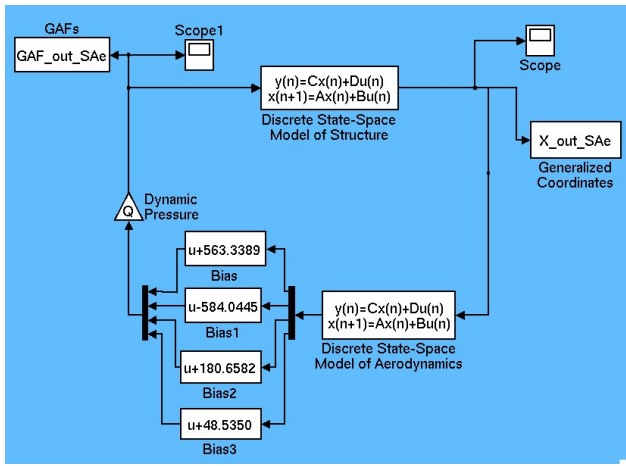 GAFs
GAF_out_SAe
Scope1
Scope
y(n)=Cx(n)+Du(n)
x(n+1)=Ax(n)+Bu(n)
Discrete State-Space
Model of Structure
X_out_SAe
Generalized
Coordinates
Q
Dynamic
Pressure
u+563.3389
Bias
u-584.0445
Bias1
u+180.6582
Bias2
u+48.5350
Bias3
y(n)=Cx(n)+Du(n)
x(n+1)=Ax(n)+Bu(n)
Discrete State-Space
Model of Aerodynamics